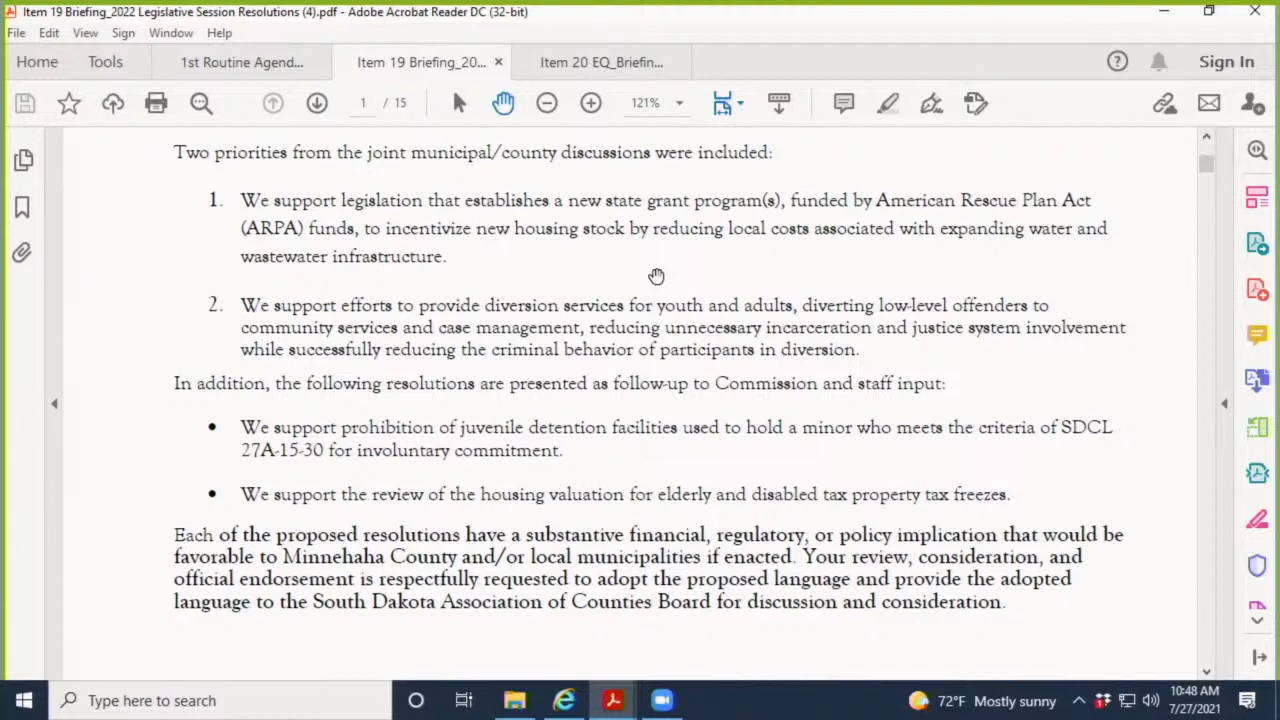 Item 19 Briefing_2022 Legislative Session Resolutions (4).pdf - Adobe Acrobat Reader DC (32-bit)
File Edit View Sign Window Help
Home Tools 1st Routine Agend... Item 19 Briefing_20... × Item 20 EQ_Briefin... Sign In
1 / 15 121%
Two priorities from the joint municipal/county discussions were included:
1. We support legislation that establishes a new state grant program(s), funded by American Rescue Plan Act
(ARPA) funds, to incentivize new housing stock by reducing local costs associated with expanding water and
wastewater infrastructure.
2. We support efforts to provide diversion services for youth and adults, diverting low-level offenders to
community services and case management, reducing unnecessary incarceration and justice system involvement
while successfully reducing the criminal behavior of participants in diversion.
In addition, the following resolutions are presented as follow-up to Commission and staff input:
• We support prohibition of juvenile detention facilities used to hold a minor who meets the criteria of SDCL
27A-15-30 for involuntary commitment.
• We support the review of the housing valuation for elderly and disabled tax property tax freezes.
Each of the proposed resolutions have a substantive financial, regulatory, or policy implication that would be
favorable to Minnehaha County and/or local municipalities if enacted. Your review, consideration, and
official endorsement is respectfully requested to adopt the proposed language and provide the adopted
language to the South Dakota Association of Counties Board for discussion and consideration.
Type here to search
72°F Mostly sunny
10:48 AM
7/27/2021